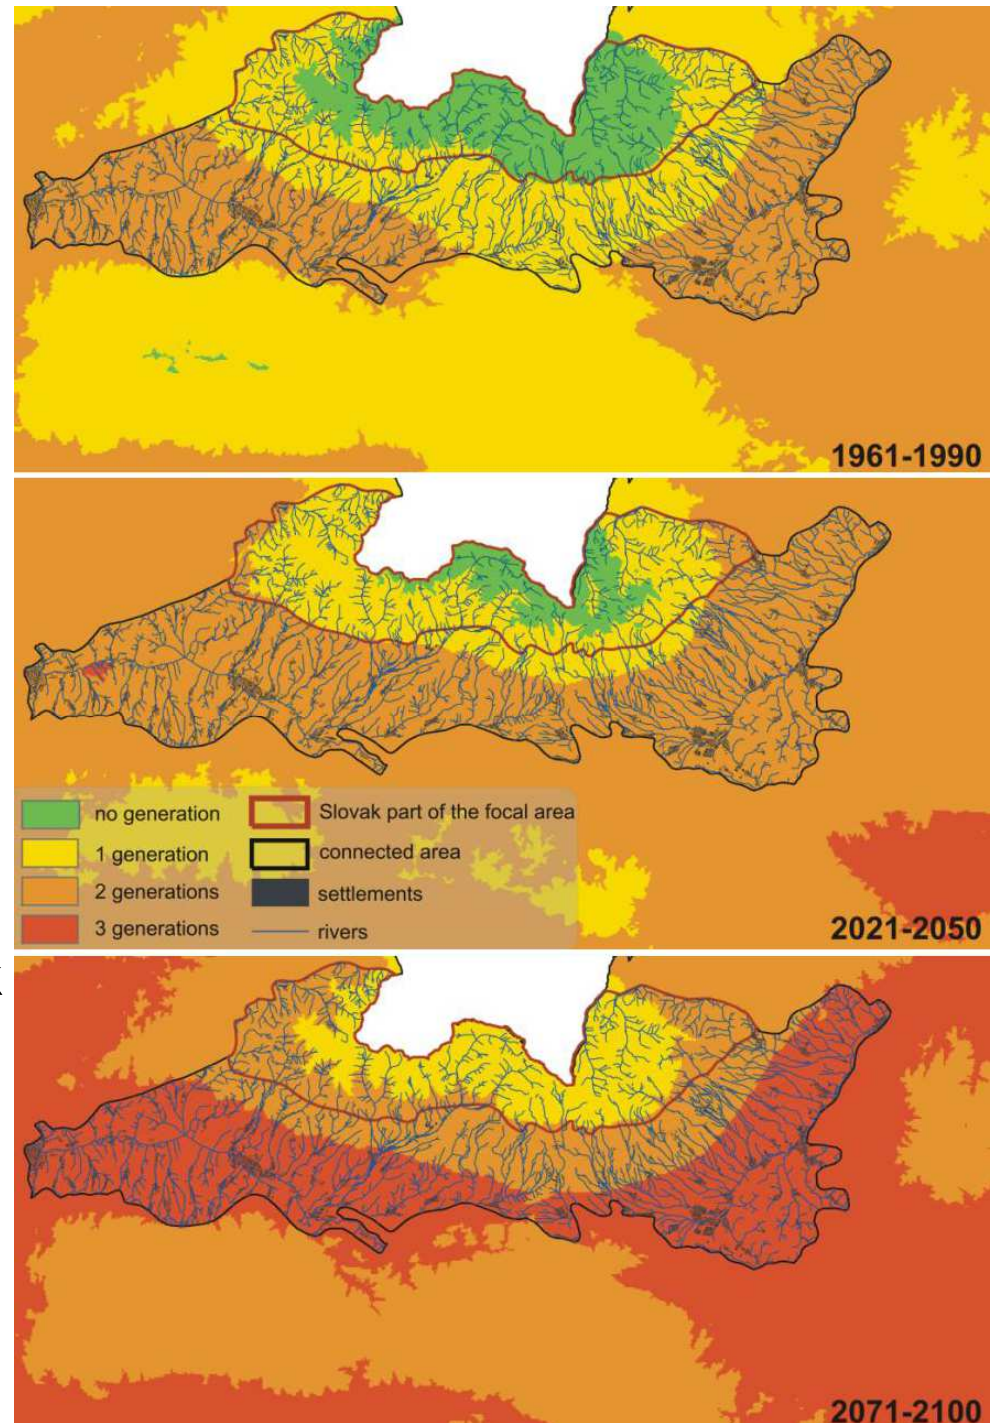 1961-1990
no generation
1 generation
2 generations
3 generations
Slovak part of the focal area
connected area
settlements
rivers
2021-2050
2071-2100